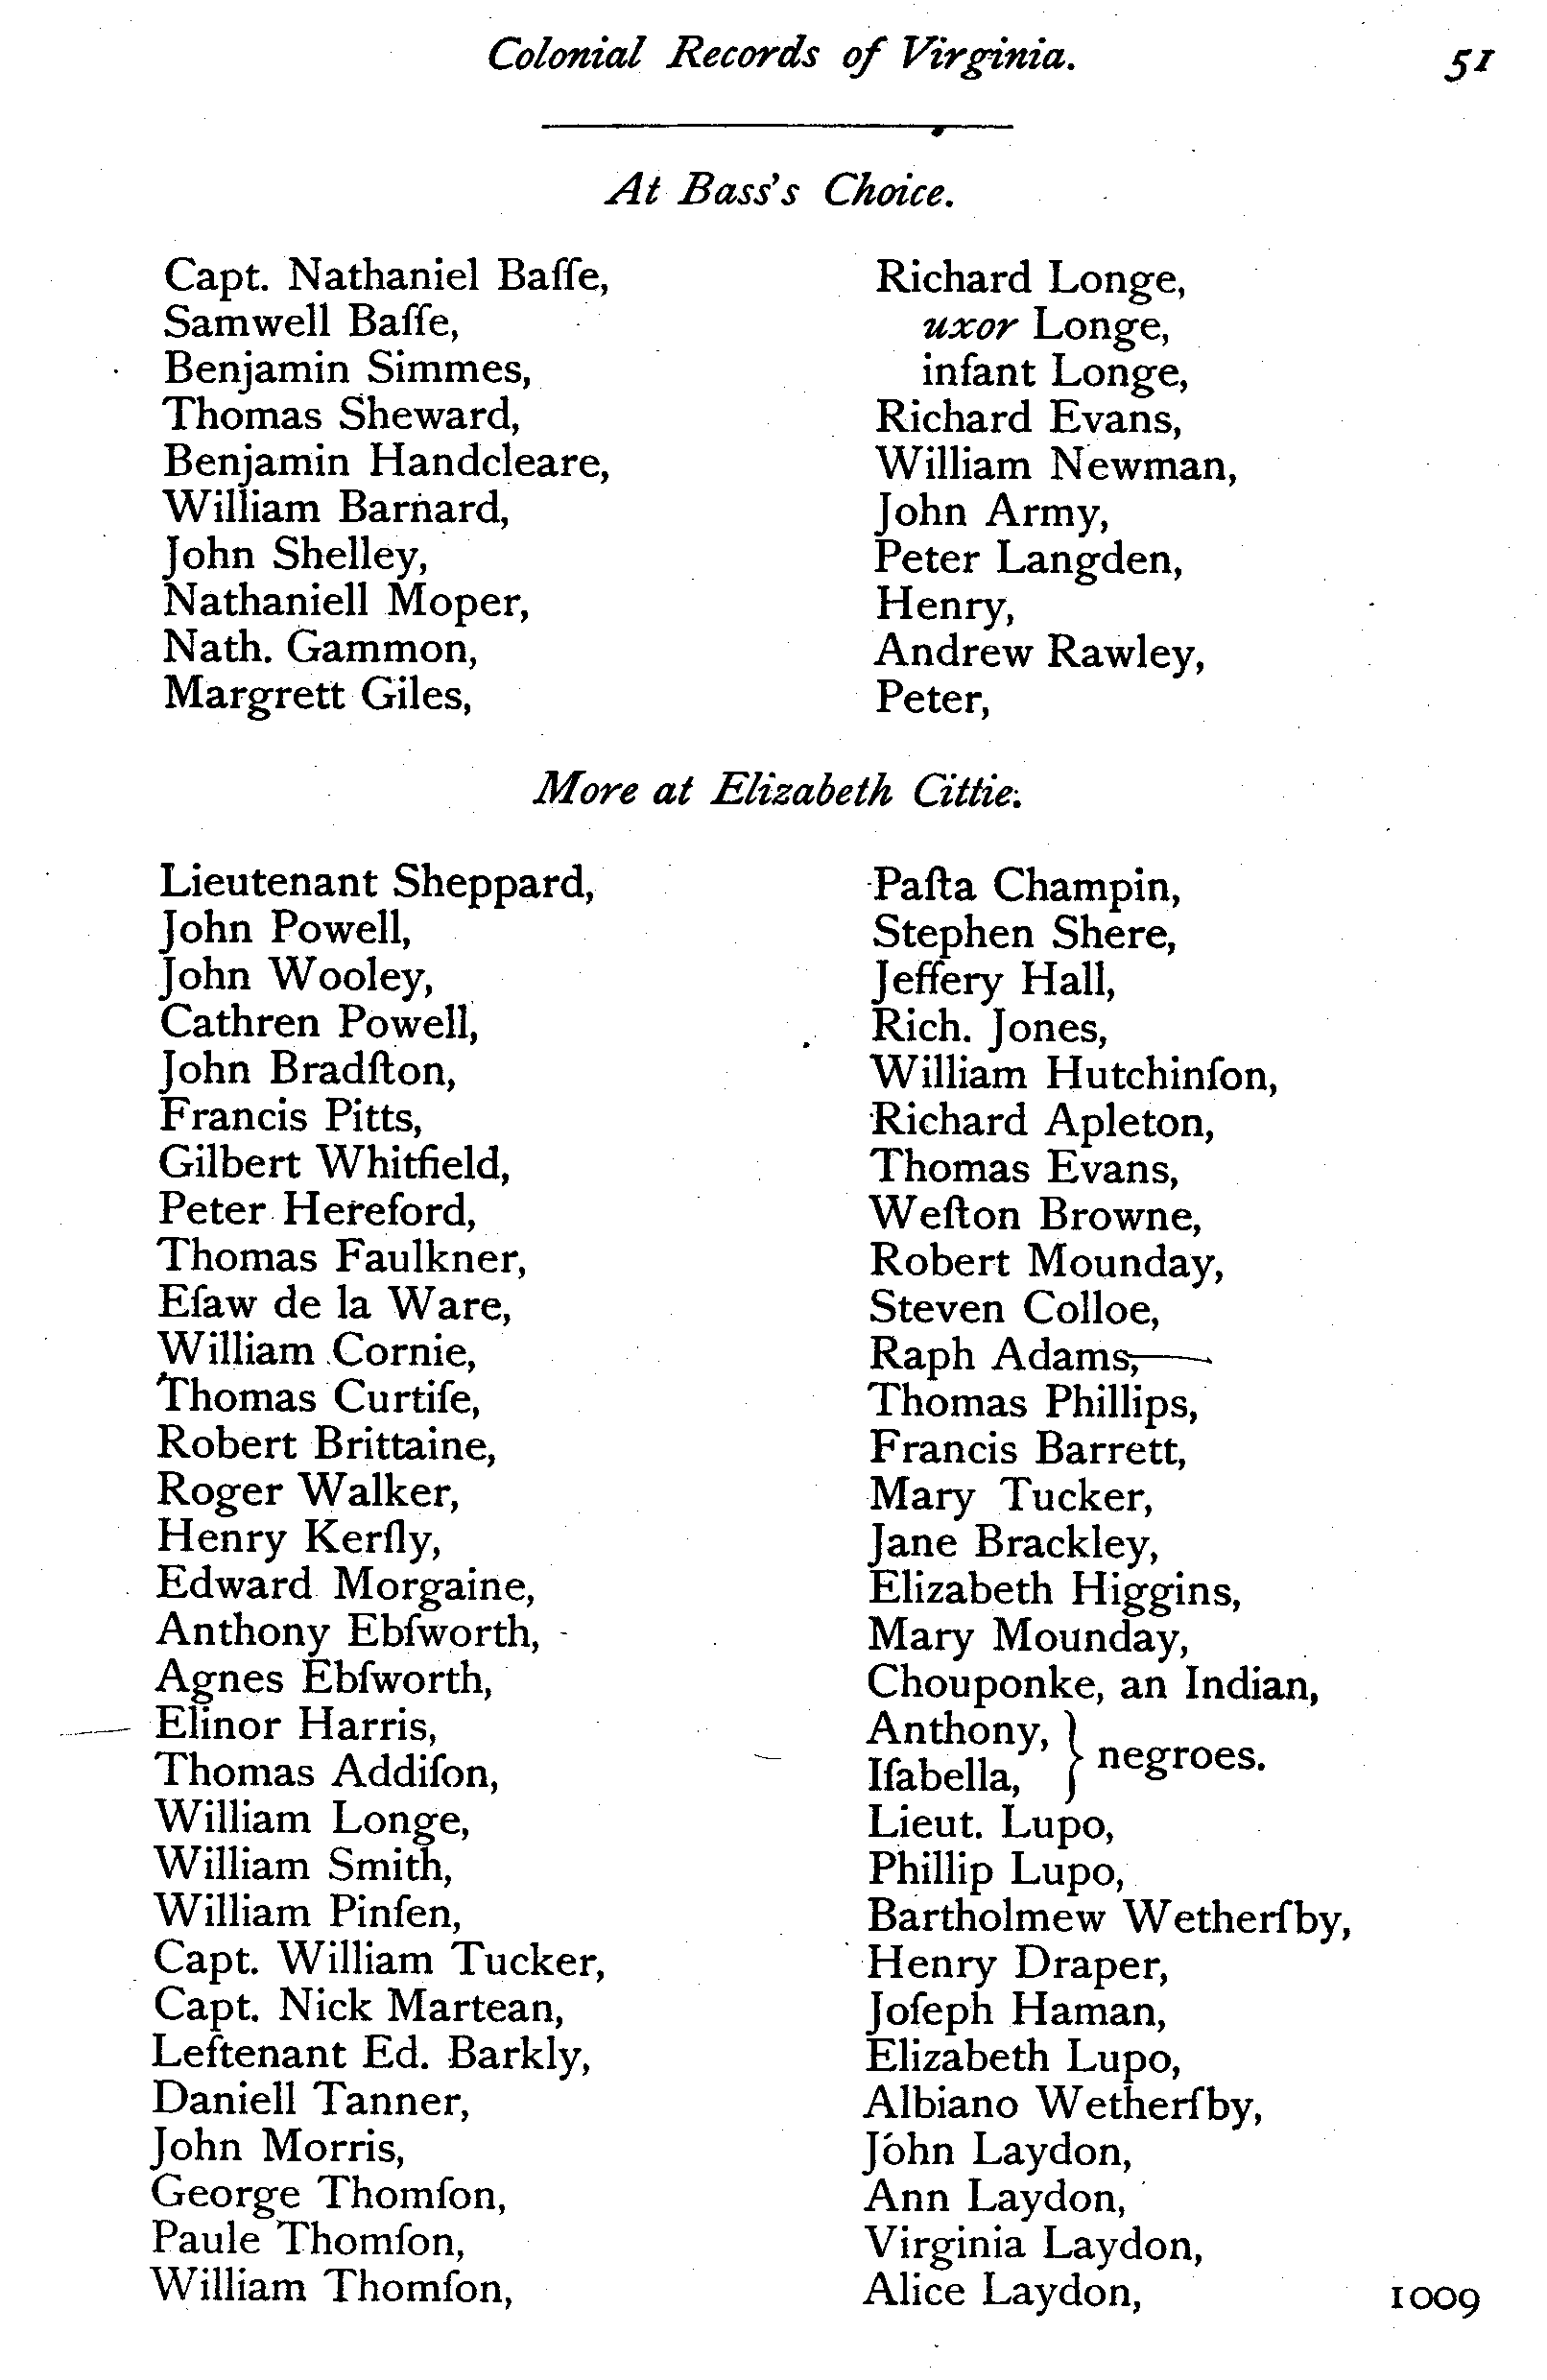 Colonial Records of Virginia. 51
At Bass's Choice.
Capt. Nathaniel Baſſe,
Samwell Baſſe,
Benjamin Simmes,
Thomas Sheward,
Benjamin Handcleare,
William Barnard,
John Shelley,
Nathaniell Moper,
Nath. Gammon,
Margrett Giles,
Richard Longe,
uxor Longe,
infant Longe,
Richard Evans,
William Newman,
John Army,
Peter Langden,
Henry,
Andrew Rawley,
Peter,
More at Elizabeth Cittie.
Lieutenant Sheppard,
John Powell,
John Wooley,
Cathren Powell,
John Bradſton,
Francis Pitts,
Gilbert Whitfield,
Peter Hereford,
Thomas Faulkner,
Eſaw de la Ware,
William Cornie,
Thomas Curtiſe,
Robert Brittaine,
Roger Walker,
Henry Kerſly,
Edward Morgaine,
Anthony Ebſworth,
Agnes Ebſworth,
Elinor Harris,
Thomas Addiſon,
William Longe,
William Smith,
William Pinſen,
Capt. William Tucker,
Capt. Nick Martean,
Leftenant Ed. Barkly,
Daniell Tanner,
John Morris,
George Thomſon,
Paule Thomſon,
William Thomſon,
Paſta Champin,
Stephen Shere,
Jeffery Hall,
Rich. Jones,
William Hutchinſon,
Richard Apleton,
Thomas Evans,
Weſton Browne,
Robert Mounday,
Steven Colloe,
Raph Adams,
Thomas Phillips,
Francis Barrett,
Mary Tucker,
Jane Brackley,
Elizabeth Higgins,
Mary Mounday,
Chouponke, an Indian,
Anthony, } negroes.
Iſabella,
Lieut. Lupo,
Phillip Lupo,
Bartholmew Wetherſby,
Henry Draper,
Joſeph Haman,
Elizabeth Lupo,
Albiano Wetherſby,
John Laydon,
Ann Laydon,
Virginia Laydon,
Alice Laydon, 1009